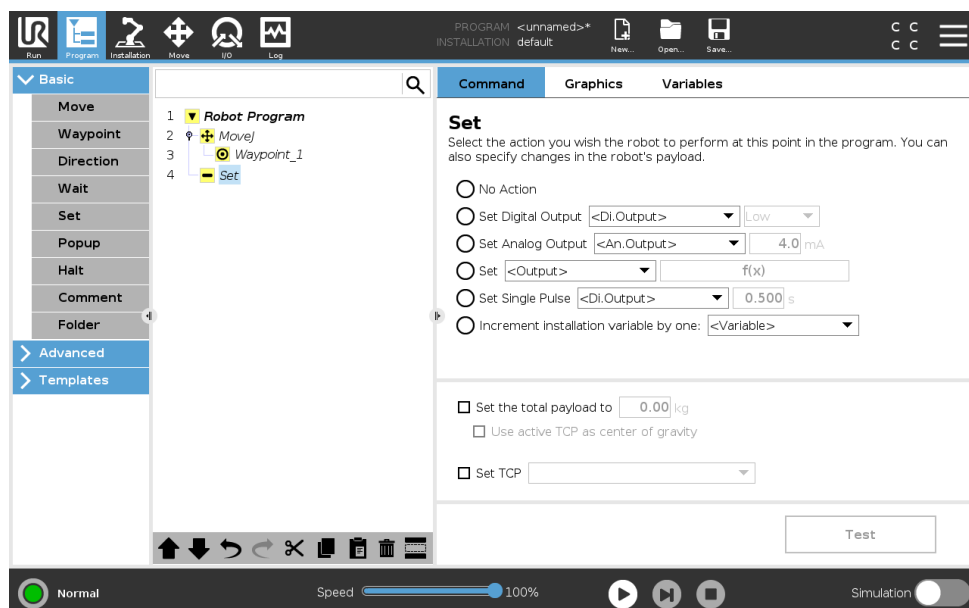 UR
Run
Program
Installation
Move
I/O
Log
PROGRAM <unnamed>*
INSTALLATION default
New...
Open...
Save...
C C
C C
Basic
Move
Waypoint
Direction
Wait
Set
Popup
Halt
Comment
Folder
Advanced
Templates
1 Robot Program
2 MoveJ
3 Waypoint_1
4 Set
Command Graphics Variables
Set
Select the action you wish the robot to perform at this point in the program. You can
also specify changes in the robot's payload.
No Action
Set Digital Output <Di.Output> Low
Set Analog Output <An.Output> 4.0 mA
Set <Output> f(x)
Set Single Pulse <Di.Output> 0.500 s
Increment installation variable by one: <Variable>
Set the total payload to 0.00 kg
Use active TCP as center of gravity
Set TCP
Test
Normal
Speed 100%
Simulation